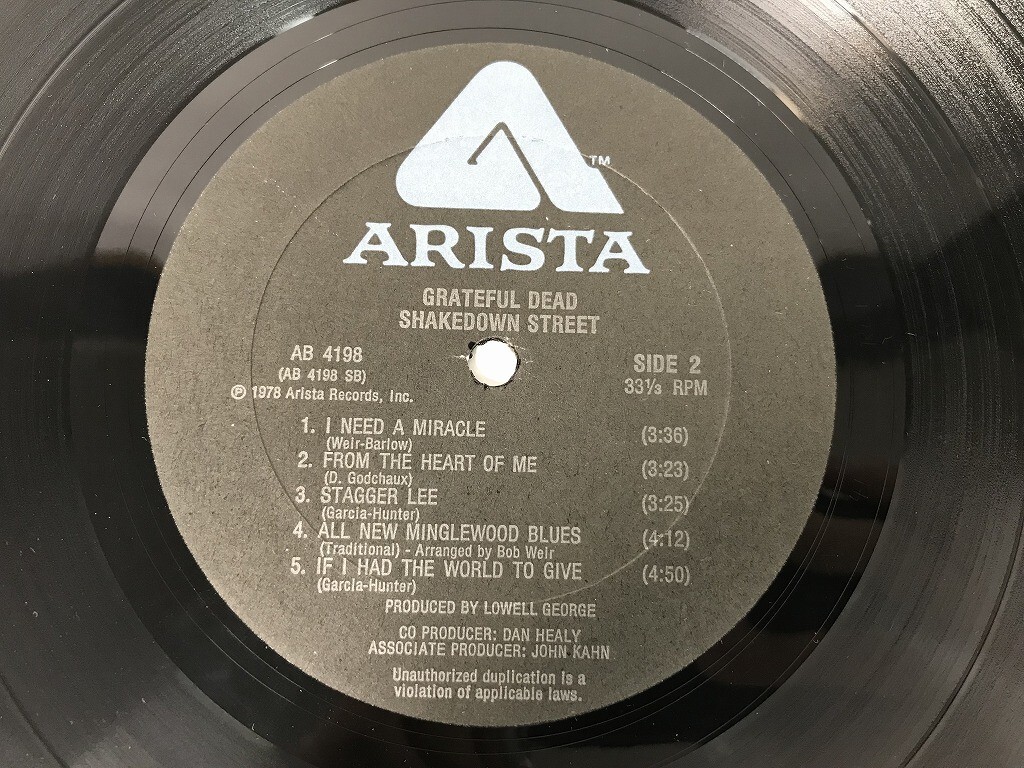 TM
ARISTA
GRATEFUL DEAD
SHAKEDOWN STREET
AB 4198
(AB 4198 SB)
℗ 1978 Arista Records, Inc.
SIDE 2
33⅓ RPM
1. I NEED A MIRACLE (3:36)
(Weir-Barlow)
2. FROM THE HEART OF ME (3:23)
(D. Godchaux)
3. STAGGER LEE (3:25)
(Garcia-Hunter)
4. ALL NEW MINGLEWOOD BLUES (4:12)
(Traditional) - Arranged by Bob Weir
5. IF I HAD THE WORLD TO GIVE (4:50)
(Garcia-Hunter)
PRODUCED BY LOWELL GEORGE
CO PRODUCER: DAN HEALY
ASSOCIATE PRODUCER: JOHN KAHN
Unauthorized duplication is a
violation of applicable laws.